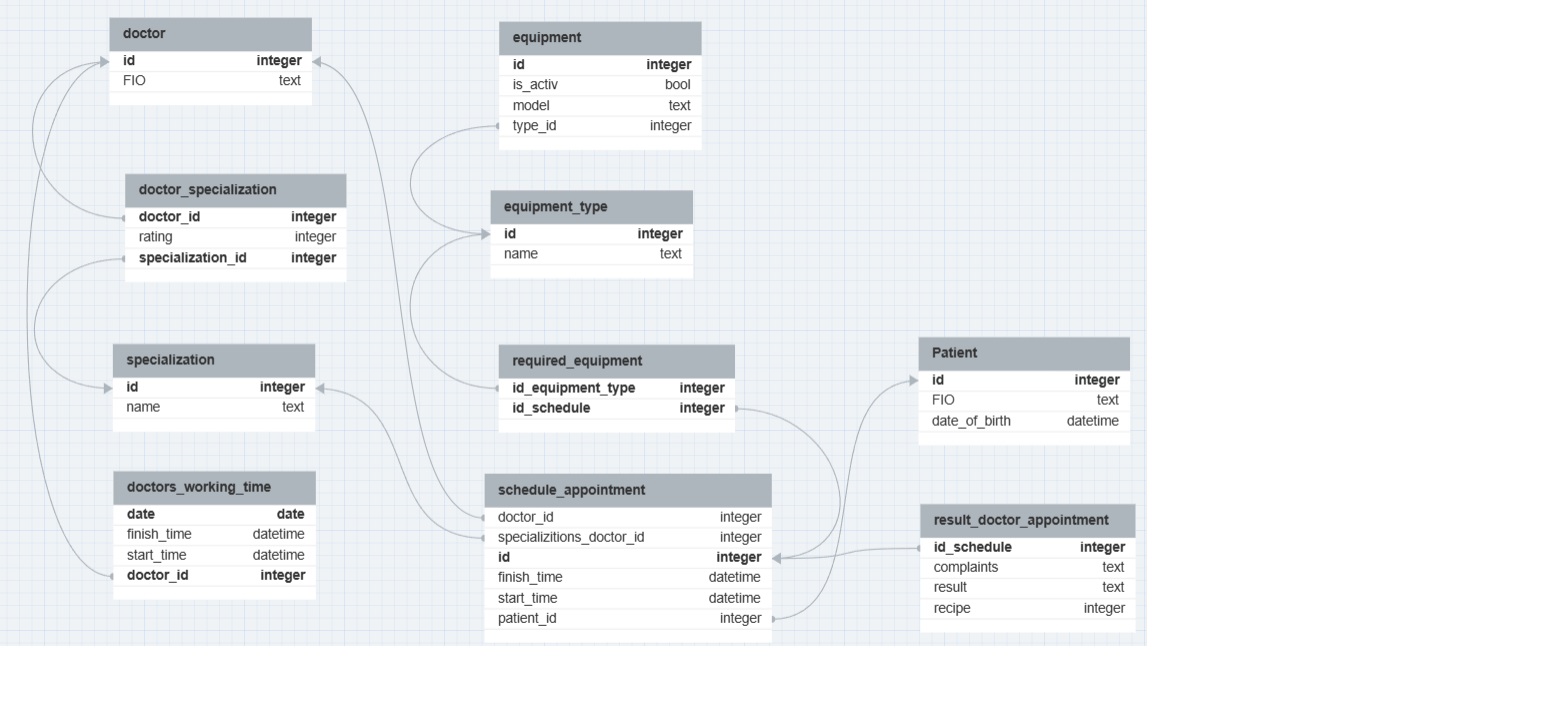 doctor
id integer
FIO text
doctor_specialization
doctor_id integer
rating integer
specialization_id integer
specialization
id integer
name text
doctors_working_time
date date
finish_time datetime
start_time datetime
doctor_id integer
equipment
id integer
is_activ bool
model text
type_id integer
equipment_type
id integer
name text
required_equipment
id_equipment_type integer
id_schedule integer
schedule_appointment
doctor_id integer
specializitions_doctor_id integer
id integer
finish_time datetime
start_time datetime
patient_id integer
Patient
id integer
FIO text
date_of_birth datetime
result_doctor_appointment
id_schedule integer
complaints text
result text
recipe integer